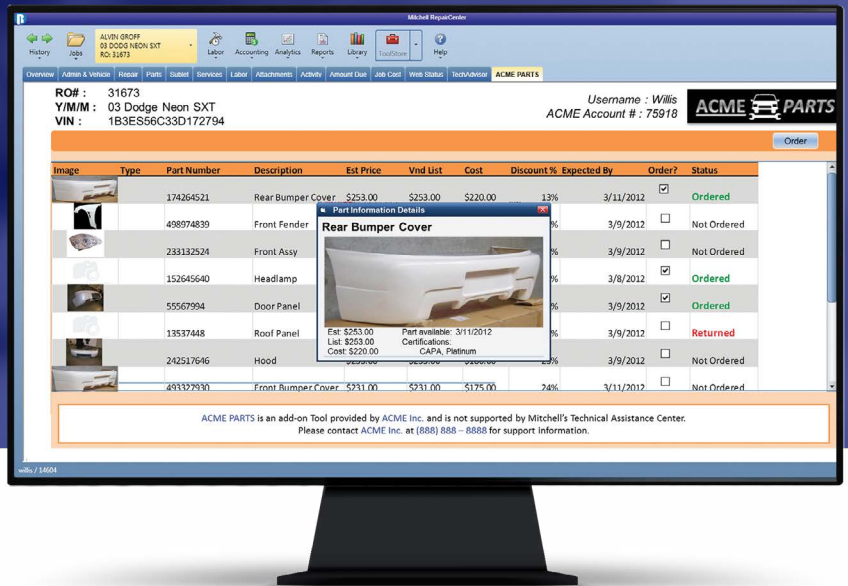 Mitchell RepairCenter
History
Jobs
ALVIN GROFF
03 DODG NEON SXT
RO: 31673
Labor Accounting Analytics Reports Library ToolStore Help
Overview Admin & Vehicle Repair Parts Sublet Services Labor Attachments Activity Amount Due Job Cost Web Status TechAdvisor ACME PARTS
RO# : 31673
Y/M/M : 03 Dodge Neon SXT
VIN : 1B3ES56C33D172794
Username : Willis
ACME Account # : 75918
ACME PARTS
Order
Image Type Part Number Description Est Price Vnd List Cost Discount % Expected By Order? Status
174264521 Rear Bumper Cover $253.00 $253.00 $220.00 13% 3/11/2012 Ordered
498974839 Front Fender % 3/9/2012 Not Ordered
233132524 Front Assy % 3/9/2012 Not Ordered
152645640 Headlamp % 3/8/2012 Ordered
55567994 Door Panel % 3/9/2012 Ordered
13537448 Roof Panel % 3/9/2012 Returned
242517646 Hood 3/9/2012 Not Ordered
493327930 Front Bumper Cover $231.00 $231.00 $175.00 24% 3/11/2012 Not Ordered
Part Information Details
Rear Bumper Cover
Est: $253.00 Part available: 3/11/2012
List: $253.00 Certifications:
Cost: $220.00 CAPA, Platinum
ACME PARTS is an add-on Tool provided by ACME Inc. and is not supported by Mitchell's Technical Assistance Center.
Please contact ACME Inc. at (888) 888 – 8888 for support information.
willis / 14604